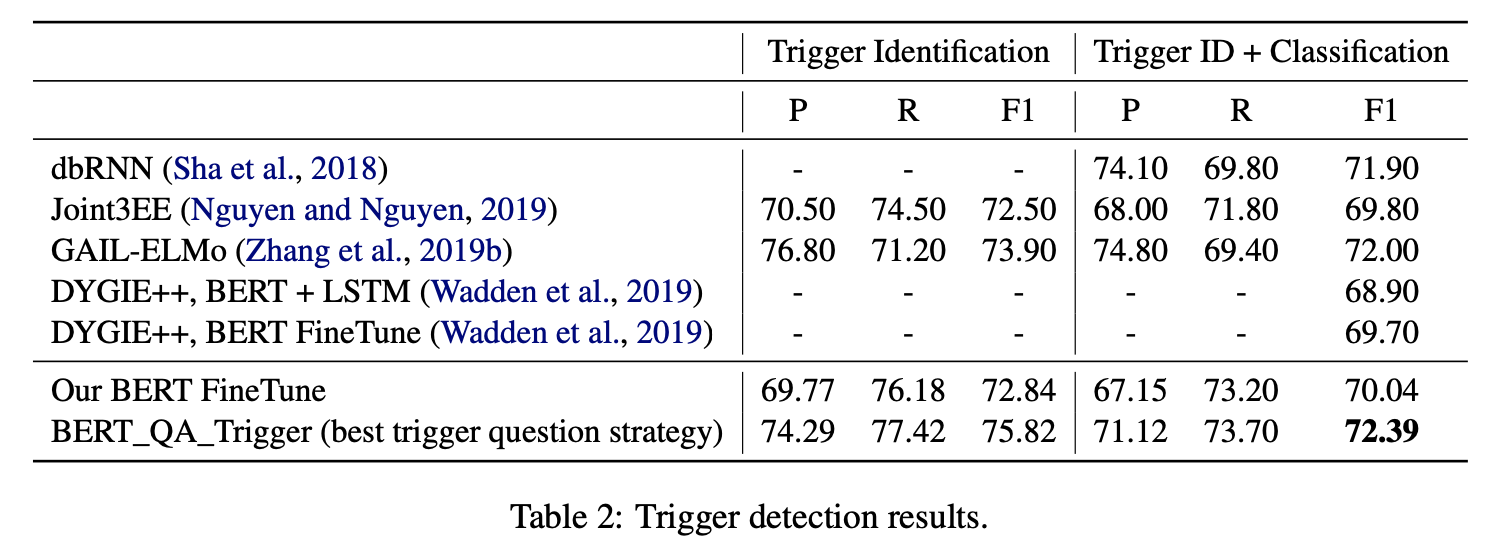 Trigger Identification Trigger ID + Classification
P R F1 P R F1
dbRNN (Sha et al., 2018) - - - 74.10 69.80 71.90
Joint3EE (Nguyen and Nguyen, 2019) 70.50 74.50 72.50 68.00 71.80 69.80
GAIL-ELMo (Zhang et al., 2019b) 76.80 71.20 73.90 74.80 69.40 72.00
DYGIE++, BERT + LSTM (Wadden et al., 2019) - - - - - 68.90
DYGIE++, BERT FineTune (Wadden et al., 2019) - - - - - 69.70
Our BERT FineTune 69.77 76.18 72.84 67.15 73.20 70.04
BERT_QA_Trigger (best trigger question strategy) 74.29 77.42 75.82 71.12 73.70 72.39
Table 2: Trigger detection results.